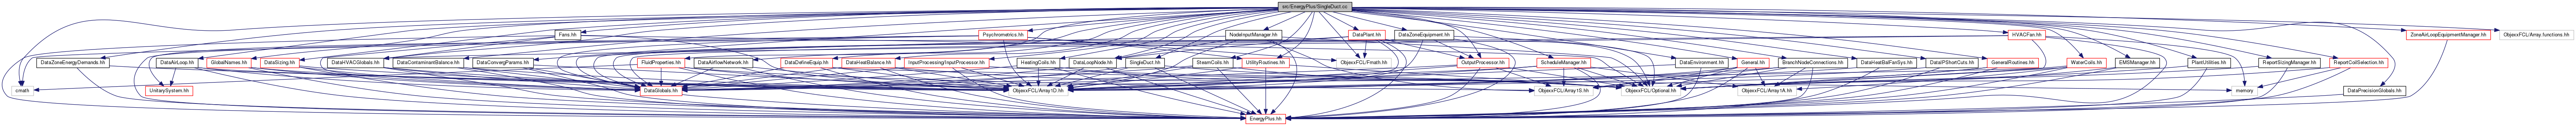 src/EnergyPlus/SingleDuct.cc
Fans.hh
Psychrometrics.hh
NodeInputManager.hh
DataPlant.hh
DataZoneEquipment.hh
HVACFan.hh
ZoneAirLoopEquipmentManager.hh
ObjexxFCL/Array.functions.hh
DataZoneEnergyDemands.hh
DataAirLoop.hh
GlobalNames.hh
DataSizing.hh
DataHVACGlobals.hh
DataContaminantBalance.hh
DataConvergParams.hh
FluidProperties.hh
DataAirflowNetwork.hh
DataDefineEquip.hh
DataHeatBalance.hh
InputProcessing/InputProcessor.hh
HeatingCoils.hh
DataLoopNode.hh
SingleDuct.hh
SteamCoils.hh
UtilityRoutines.hh
ObjexxFCL/Fmath.hh
OutputProcessor.hh
ScheduleManager.hh
DataEnvironment.hh
General.hh
BranchNodeConnections.hh
DataHeatBalFanSys.hh
DataIPShortCuts.hh
GeneralRoutines.hh
WaterCoils.hh
EMSManager.hh
PlantUtilities.hh
ReportSizingManager.hh
ReportCoilSelection.hh
cmath
UnitarySystem.hh
DataGlobals.hh
ObjexxFCL/Array1D.hh
ObjexxFCL/Array1S.hh
ObjexxFCL/Optional.hh
ObjexxFCL/Array1A.hh
memory
DataPrecisionGlobals.hh
EnergyPlus.hh